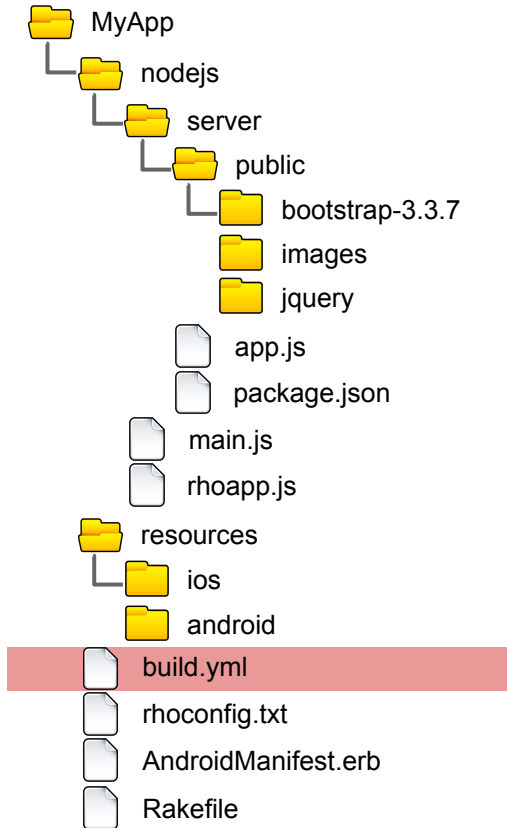 MyApp
nodejs
server
public
bootstrap-3.3.7
images
jquery
app.js
package.json
main.js
rhoapp.js
resources
ios
android
build.yml
rhoconfig.txt
AndroidManifest.erb
Rakefile